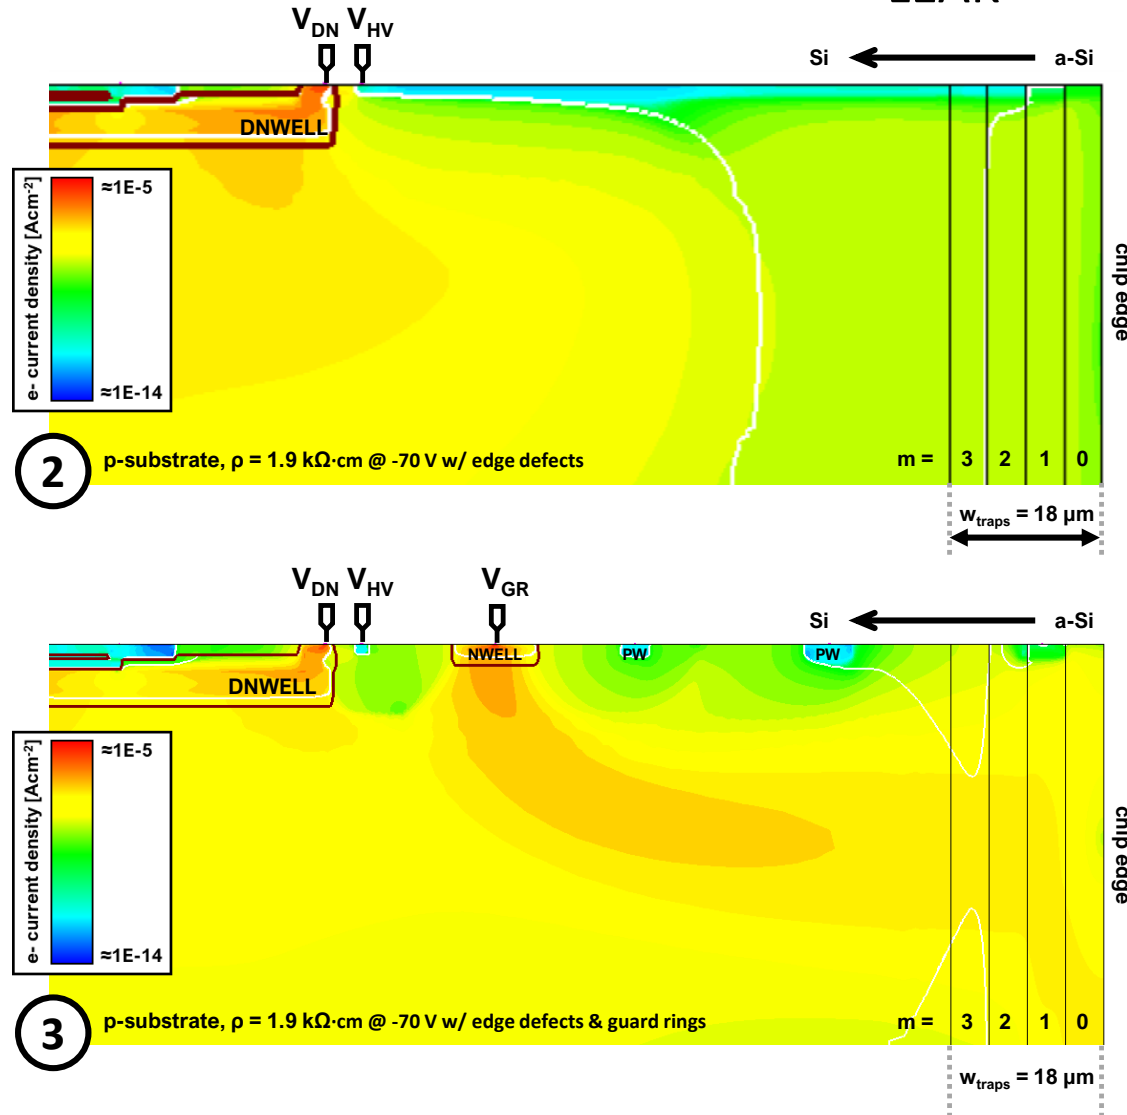 V_DN V_HV
Si a-Si
DNWELL
e- current density [Acm⁻²]
≈1E-5
≈1E-14
chip edge
2 p-substrate, ρ = 1.9 kΩ·cm @ -70 V w/ edge defects m = 3 2 1 0
w_traps = 18 µm
V_DN V_HV V_GR
Si a-Si
NWELL PW PW
DNWELL
e- current density [Acm⁻²]
≈1E-5
≈1E-14
chip edge
3 p-substrate, ρ = 1.9 kΩ·cm @ -70 V w/ edge defects & guard rings m = 3 2 1 0
w_traps = 18 µm